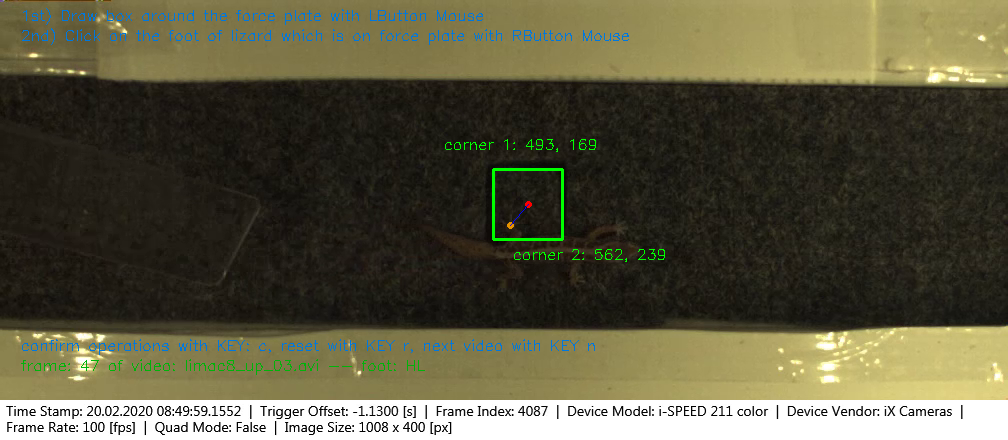 1st) Draw box around the force plate with LButton Mouse
2nd) Click on the foot of lizard which is on force plate with RButton Mouse
corner 1: 493, 169
corner 2: 562, 239
confirm operations with KEY: c, reset with KEY r, next video with KEY n
frame: 47 of video: limac3_up_03.avi -- foot: HL
Time Stamp: 20.02.2020 08:49:59.1552 | Trigger Offset: -1.1300 [s] | Frame Index: 4087 | Device Model: i-SPEED 211 color | Device Vendor: iX Cameras |
Frame Rate: 100 [fps] | Quad Mode: False | Image Size: 1008 x 400 [px]